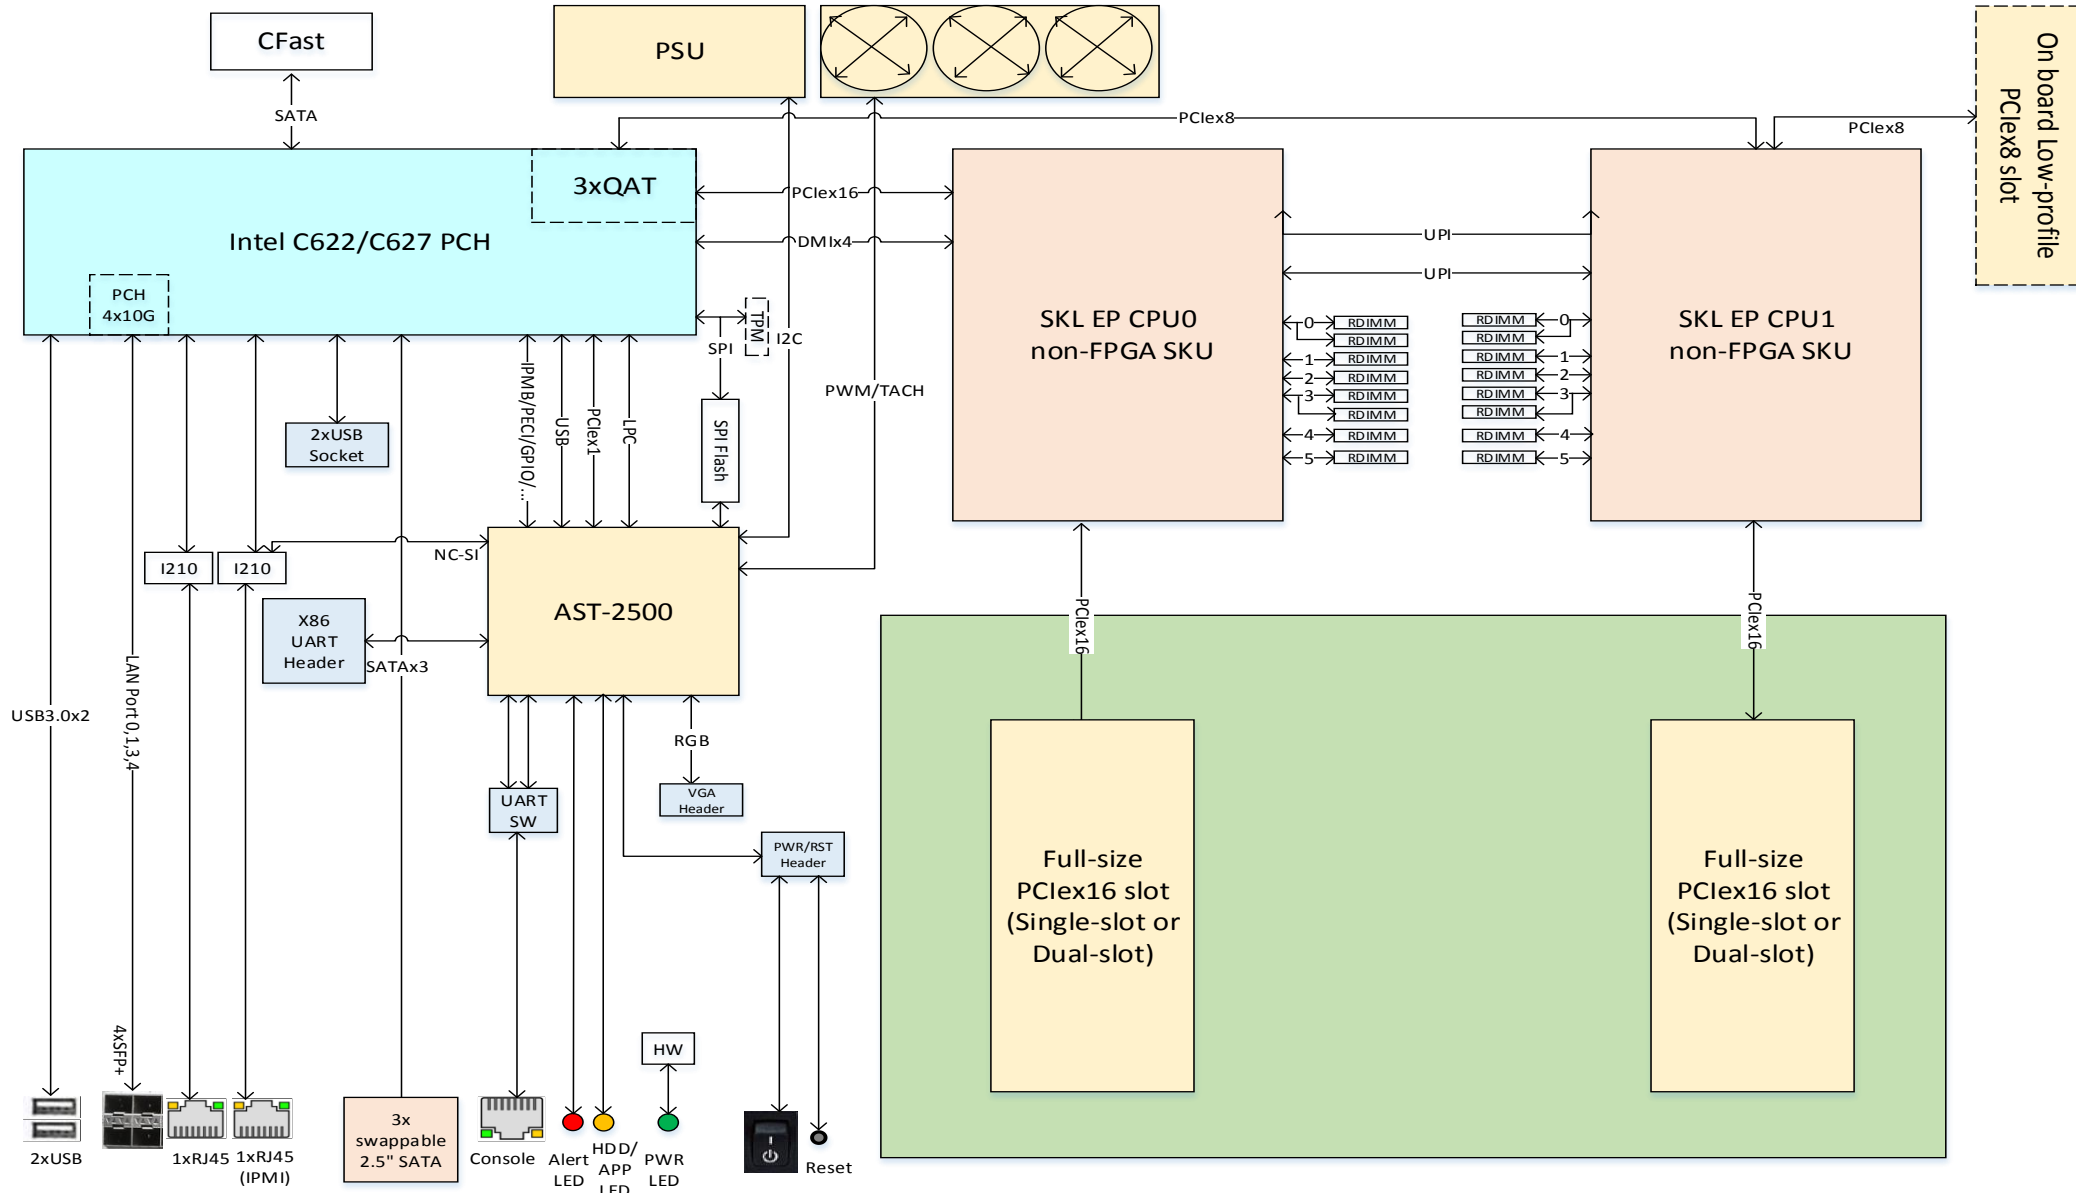 CFast
PSU
On board Low-profile
PCIex8 slot
SATA
PCIex8
PCIex8
3xQAT
PCIex16
Intel C622/C627 PCH
DMIx4
UPI
UPI
PCH
4x10G
TPM
SPI
I2C
SKL EP CPU0
non-FPGA SKU
SKL EP CPU1
non-FPGA SKU
0
RDIMM
RDIMM
1
RDIMM
2
RDIMM
3
RDIMM
RDIMM
4
RDIMM
5
RDIMM
RDIMM
0
RDIMM
RDIMM
1
RDIMM
2
RDIMM
3
RDIMM
RDIMM
4
RDIMM
5
PWM/TACH
IPMB/PECI/GPIO/...
USB
PCIex1
LPC
SPI Flash
2xUSB
Socket
NC-SI
I210
I210
AST-2500
X86
UART
Header
SATAx3
PCIex16
PCIex16
LAN Port 0,1,3,4
USB3.0x2
RGB
UART
SW
VGA
Header
PWR/RST
Header
Full-size
PCIex16 slot
(Single-slot or
Dual-slot)
Full-size
PCIex16 slot
(Single-slot or
Dual-slot)
4xSFP+
HW
3x
swappable
2.5" SATA
2xUSB
1xRJ45
1xRJ45
(IPMI)
Console
Alert
LED
HDD/
APP
LED
PWR
LED
Reset